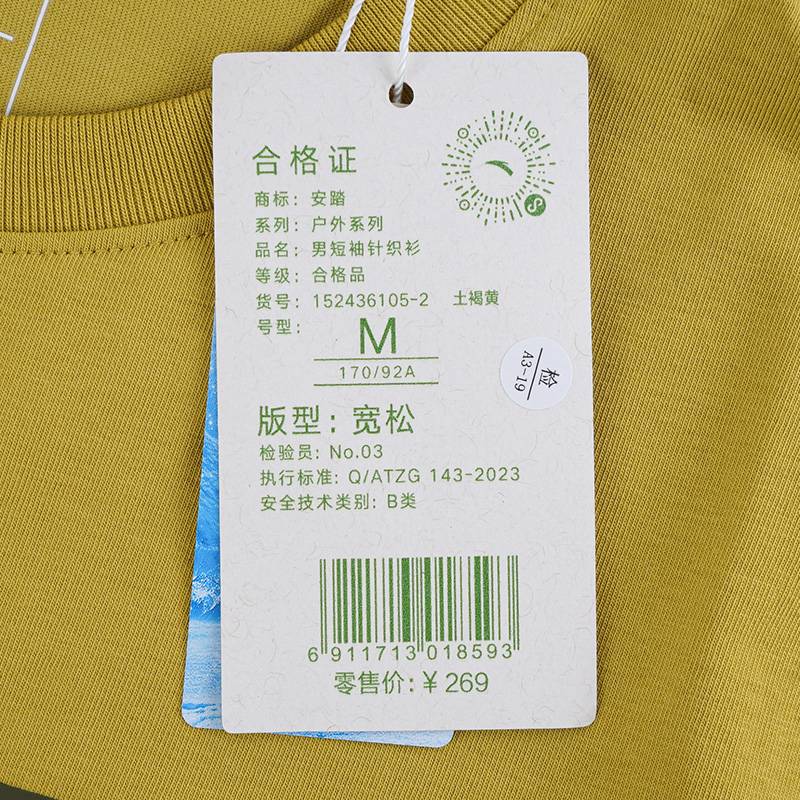 合格证
商标: 安踏
系列: 户外系列
品名: 男短袖针织衫
等级: 合格品
货号: 152436105-2 土褐黄
号型: M
170/92A
检
A3-19
版型: 宽松
检验员: No.03
执行标准: Q/ATZG 143-2023
安全技术类别: B类
6 911713 018593
零售价: ¥ 269